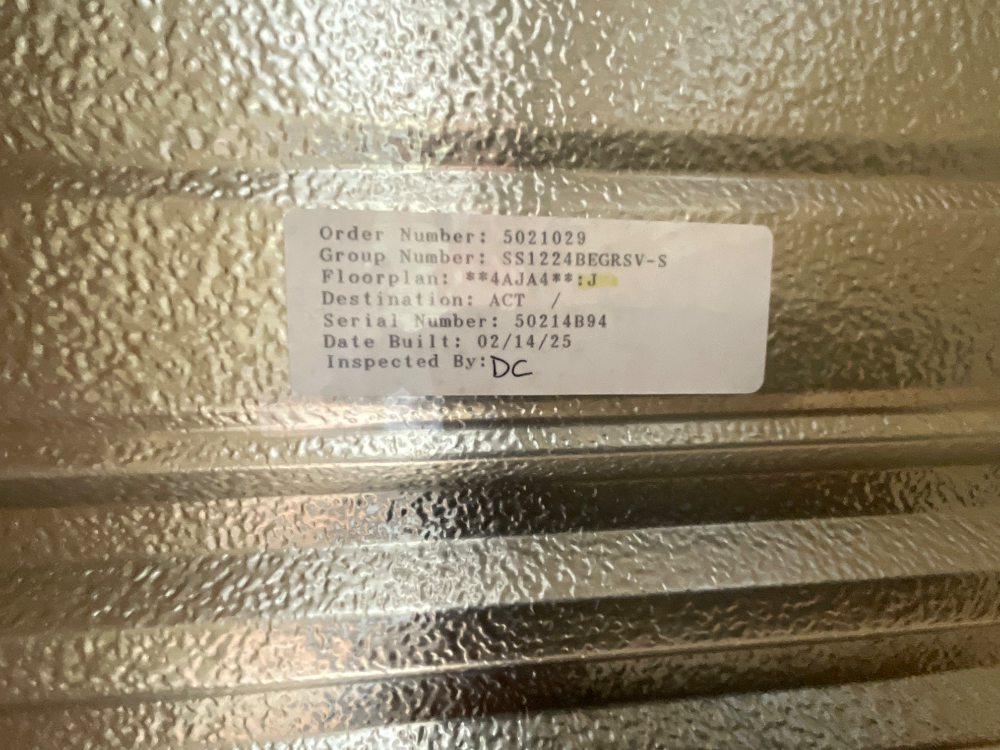 Order Number: 5021029
Group Number: SS1224BEGRSV-S
Floorplan: **4AJA4**:J
Destination: ACT /
Serial Number: 50214B94
Date Built: 02/14/25
Inspected By: DC